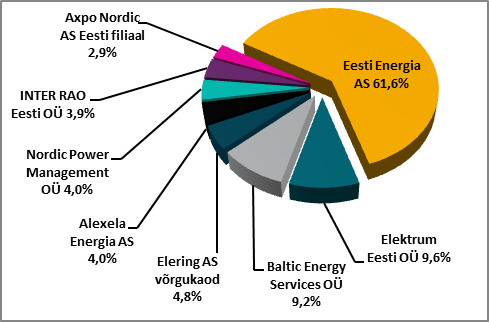 Axpo Nordic
AS Eesti filiaal
2,9%
Eesti Energia
AS 61,6%
INTER RAO
Eesti OÜ 3,9%
Nordic Power
Management
OÜ 4,0%
Alexela
Energia AS
4,0%
Elering AS
võrgukaod
4,8%
Baltic Energy
Services OÜ
9,2%
Elektrum
Eesti OÜ 9,6%